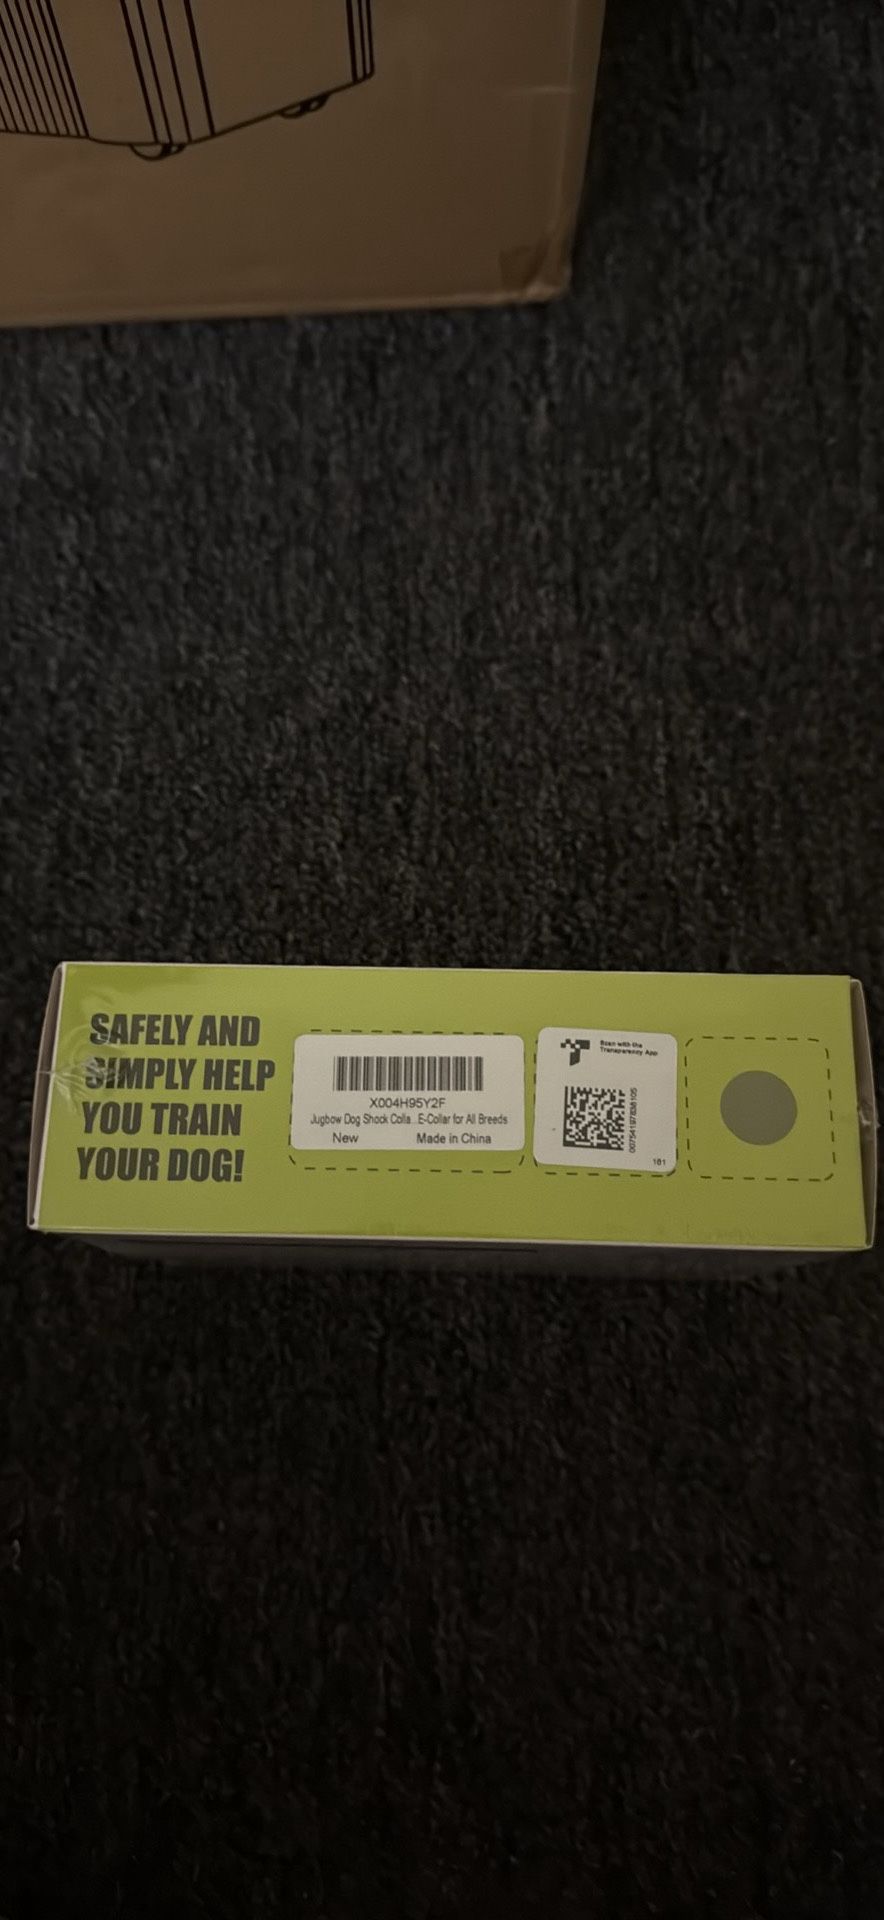 SAFELY AND
SIMPLY HELP
YOU TRAIN
YOUR DOG!
X004H95Y2F
Jugbow Dog Shock Colla...E-Collar for All Breeds
New Made in China
Scan with the
Transparency App
181